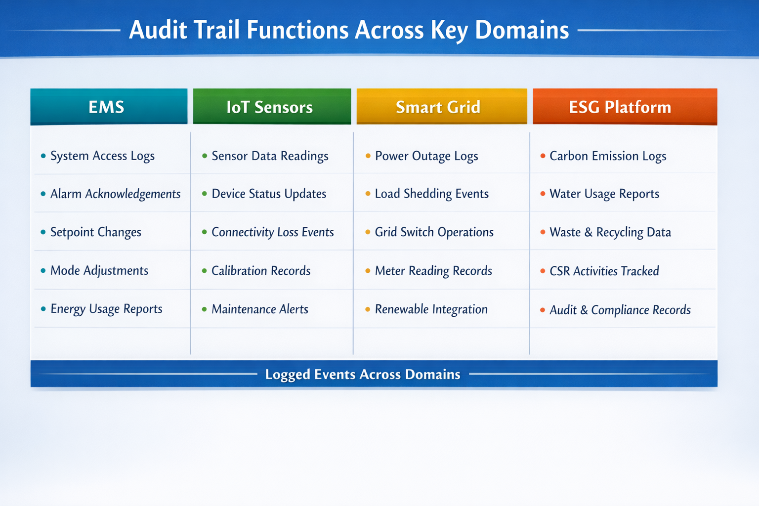 Audit Trail Functions Across Key Domains
EMS
IoT Sensors
Smart Grid
ESG Platform
• System Access Logs
• Sensor Data Readings
• Power Outage Logs
• Carbon Emission Logs
• Alarm Acknowledgements
• Device Status Updates
• Load Shedding Events
• Water Usage Reports
• Setpoint Changes
• Connectivity Loss Events
• Grid Switch Operations
• Waste & Recycling Data
• Mode Adjustments
• Calibration Records
• Meter Reading Records
• CSR Activities Tracked
• Energy Usage Reports
• Maintenance Alerts
• Renewable Integration
• Audit & Compliance Records
Logged Events Across Domains